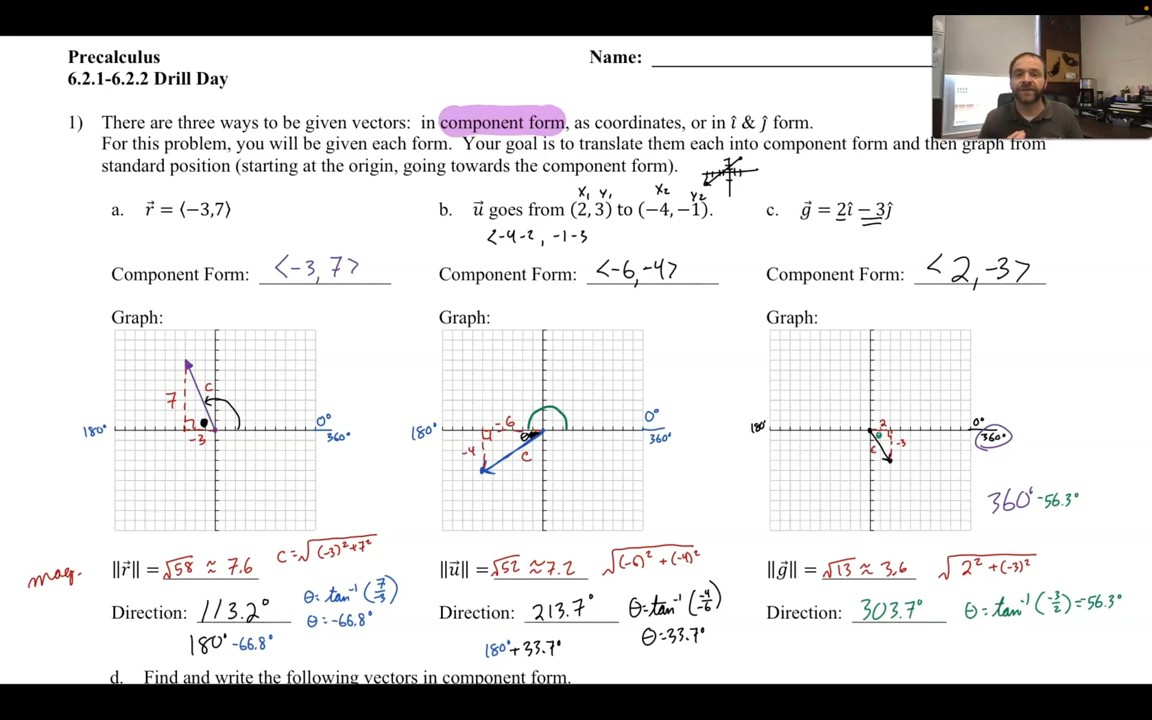 Precalculus
Name:
6.2.1-6.2.2 Drill Day
1) There are three ways to be given vectors: in component form, as coordinates, or in î & ĵ form.
For this problem, you will be given each form. Your goal is to translate them each into component form and then graph from
standard position (starting at the origin, going towards the component form).
x₁ y₁ x₂ y₂
a. r⃗ = ⟨−3,7⟩ b. u⃗ goes from (2, 3) to (−4, −1). c. g⃗ = 2î − 3ĵ
<-4-2, -1-3
Component Form: <-3, 7> Component Form: <-6,-4> Component Form: <2,-3>
Graph: Graph: Graph:
7 c -3 180° 0° 360°
-6 -4 θ c 180° 0° 360°
2 -3 θ c 180° 0° 360°
360° -56.3°
mag. ‖r⃗‖ = √58 ≈ 7.6 c=√(-3)²+7² ‖u⃗‖ = √52 ≈7.2 √(-6)²+(-4)² ‖g⃗‖ = √13 ≈ 3.6 √2²+(-3)²
Direction: 113.2° θ=tan⁻¹(7/-3) Direction: 213.7° θ=tan⁻¹(-4/-6) Direction: 303.7° θ=tan⁻¹(-3/2)=56.3°
θ=-66.8° θ=33.7°
180° -66.8° 180°+33.7°
d. Find and write the following vectors in component form.